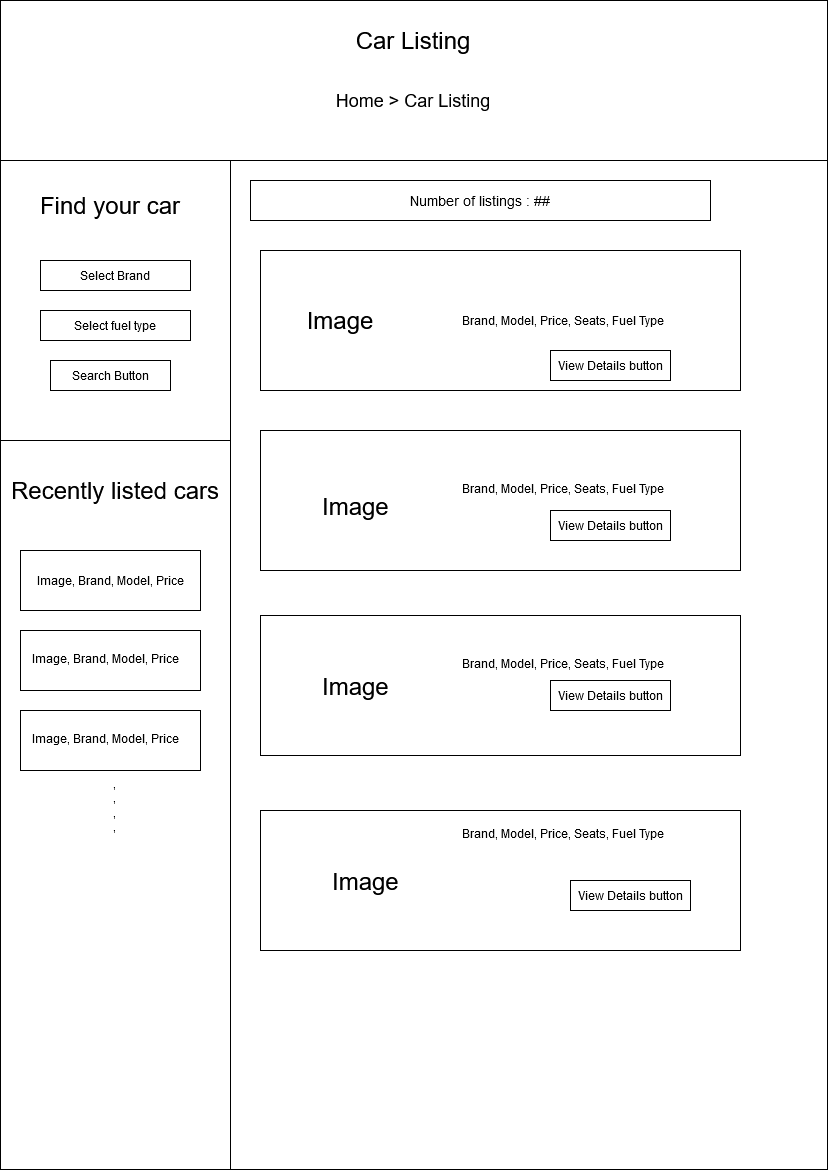 Car Listing
Home > Car Listing
Find your car
Select Brand
Select fuel type
Search Button
Recently listed cars
Image, Brand, Model, Price
Image, Brand, Model, Price
Image, Brand, Model, Price
,
,
,
,
Number of listings : ##
Image
Brand, Model, Price, Seats, Fuel Type
View Details button
Image
Brand, Model, Price, Seats, Fuel Type
View Details button
Image
Brand, Model, Price, Seats, Fuel Type
View Details button
Image
Brand, Model, Price, Seats, Fuel Type
View Details button